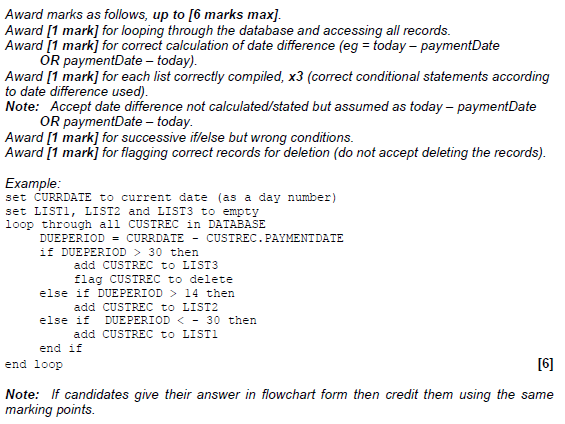 Award marks as follows, up to [6 marks max].
Award [1 mark] for looping through the database and accessing all records.
Award [1 mark] for correct calculation of date difference (eg = today – paymentDate
OR paymentDate – today).
Award [1 mark] for each list correctly compiled, x3 (correct conditional statements according
to date difference used).
Note: Accept date difference not calculated/stated but assumed as today – paymentDate
OR paymentDate – today.
Award [1 mark] for successive if/else but wrong conditions.
Award [1 mark] for flagging correct records for deletion (do not accept deleting the records).
Example:
set CURRDATE to current date (as a day number)
set LIST1, LIST2 and LIST3 to empty
loop through all CUSTREC in DATABASE
DUEPERIOD = CURRDATE - CUSTREC.PAYMENTDATE
if DUEPERIOD > 30 then
add CUSTREC to LIST3
flag CUSTREC to delete
else if DUEPERIOD > 14 then
add CUSTREC to LIST2
else if DUEPERIOD < - 30 then
add CUSTREC to LIST1
end if
end loop [6]
Note: If candidates give their answer in flowchart form then credit them using the same
marking points.